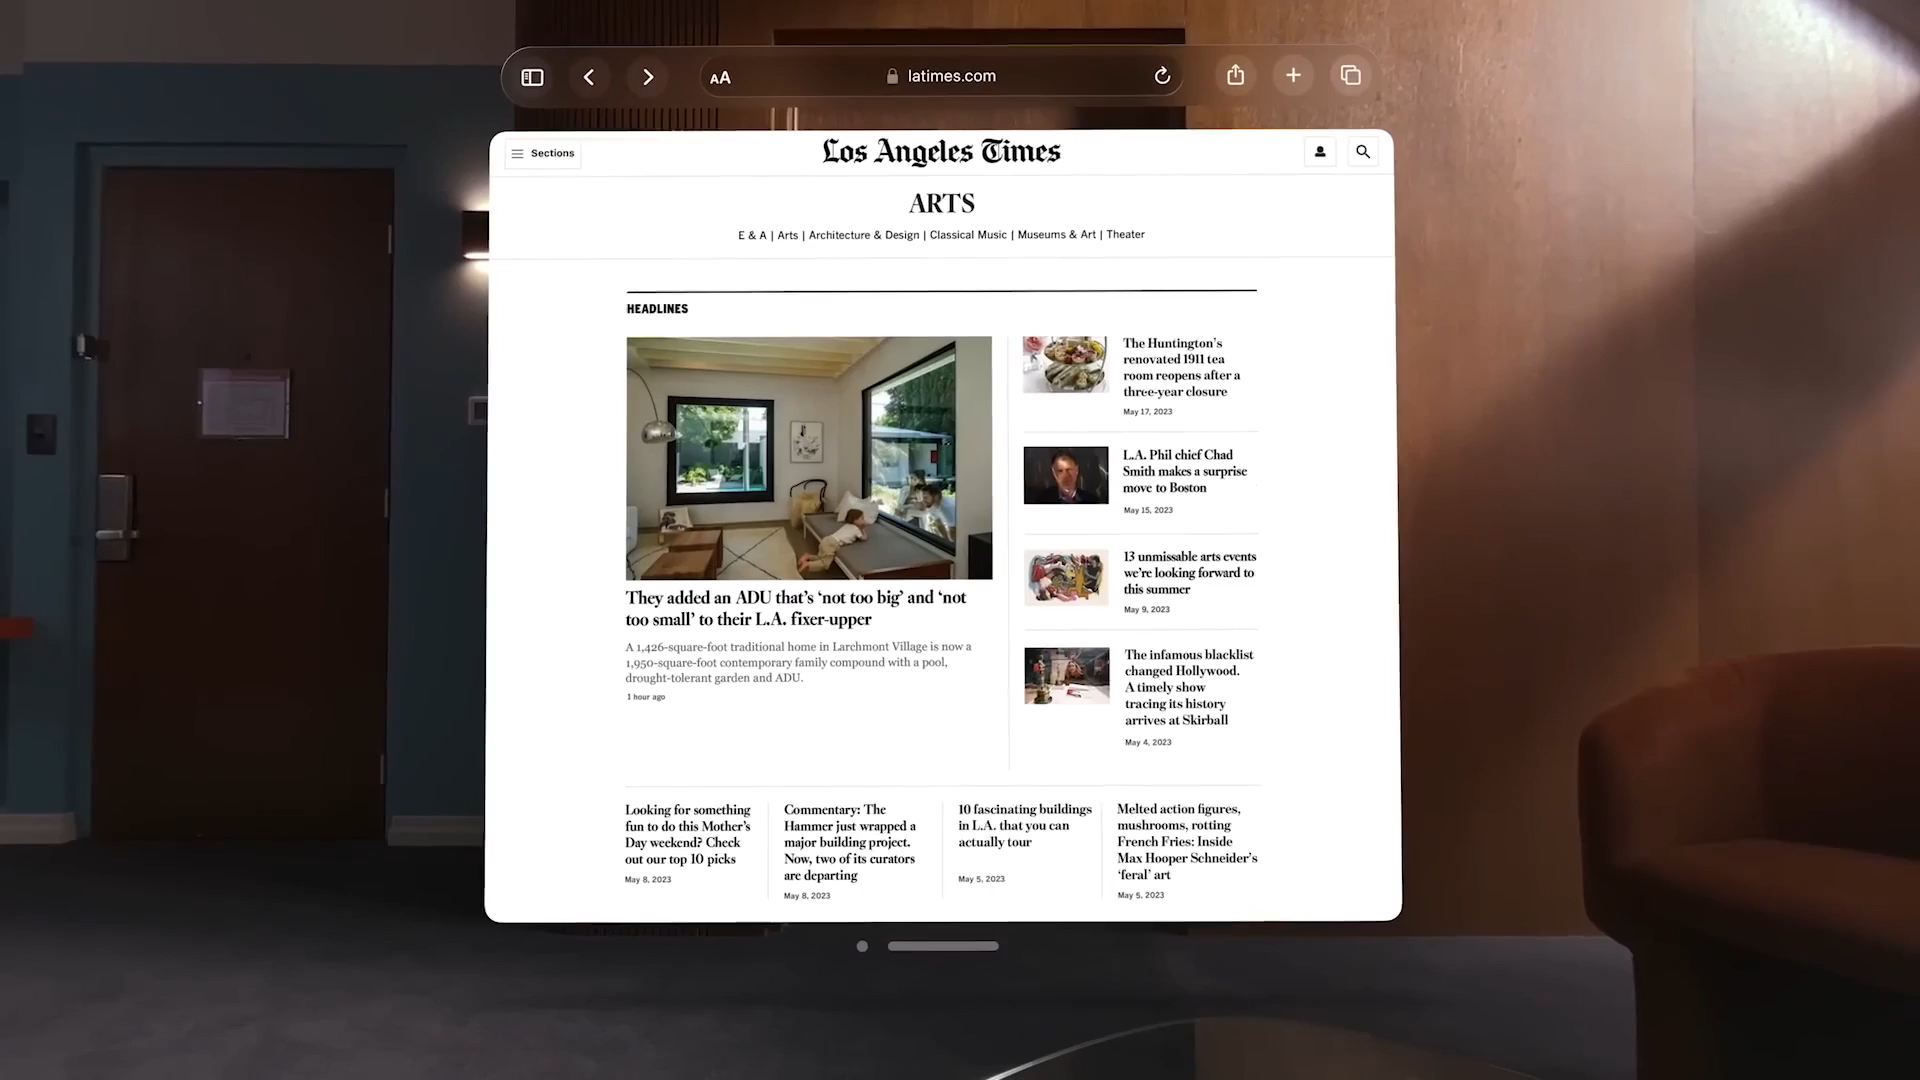 AA
latimes.com
Sections
Los Angeles Times
ARTS
E & A | Arts | Architecture & Design | Classical Music | Museums & Art | Theater
HEADLINES
They added an ADU that’s ‘not too big’ and ‘not
too small’ to their L.A. fixer-upper
A 1,426-square-foot traditional home in Larchmont Village is now a
1,950-square-foot contemporary family compound with a pool,
drought-tolerant garden and ADU.
1 hour ago
The Huntington’s
renovated 1911 tea
room reopens after a
three-year closure
May 17, 2023
L.A. Phil chief Chad
Smith makes a surprise
move to Boston
May 15, 2023
13 unmissable arts events
we’re looking forward to
this summer
May 9, 2023
The infamous blacklist
changed Hollywood.
A timely show
tracing its history
arrives at Skirball
May 4, 2023
Looking for something
fun to do this Mother’s
Day weekend? Check
out our top 10 picks
May 8, 2023
Commentary: The
Hammer just wrapped a
major building project.
Now, two of its curators
are departing
May 8, 2023
10 fascinating buildings
in L.A. that you can
actually tour
May 5, 2023
Melted action figures,
mushrooms, rotting
French Fries: Inside
Max Hooper Schneider’s
‘feral’ art
May 5, 2023